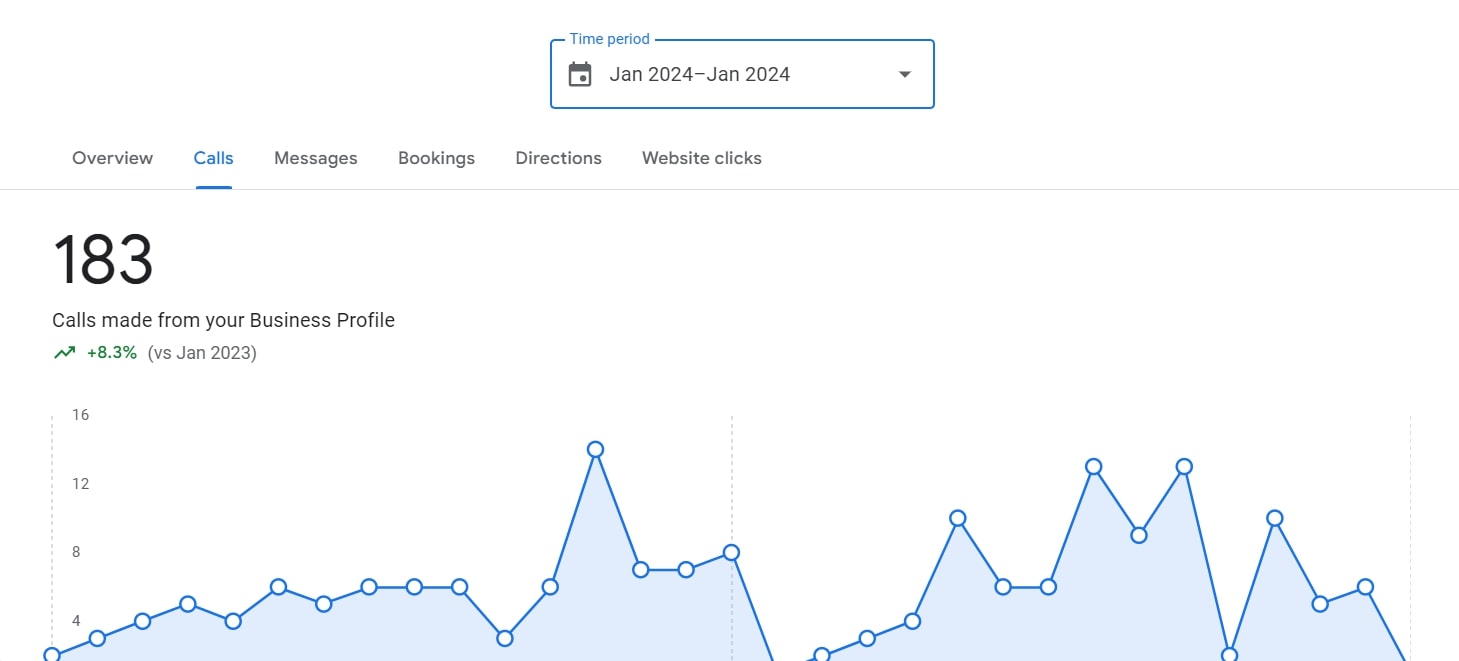 Time period
Jan 2024–Jan 2024
Overview Calls Messages Bookings Directions Website clicks
183
Calls made from your Business Profile
+8.3% (vs Jan 2023)
16
12
8
4